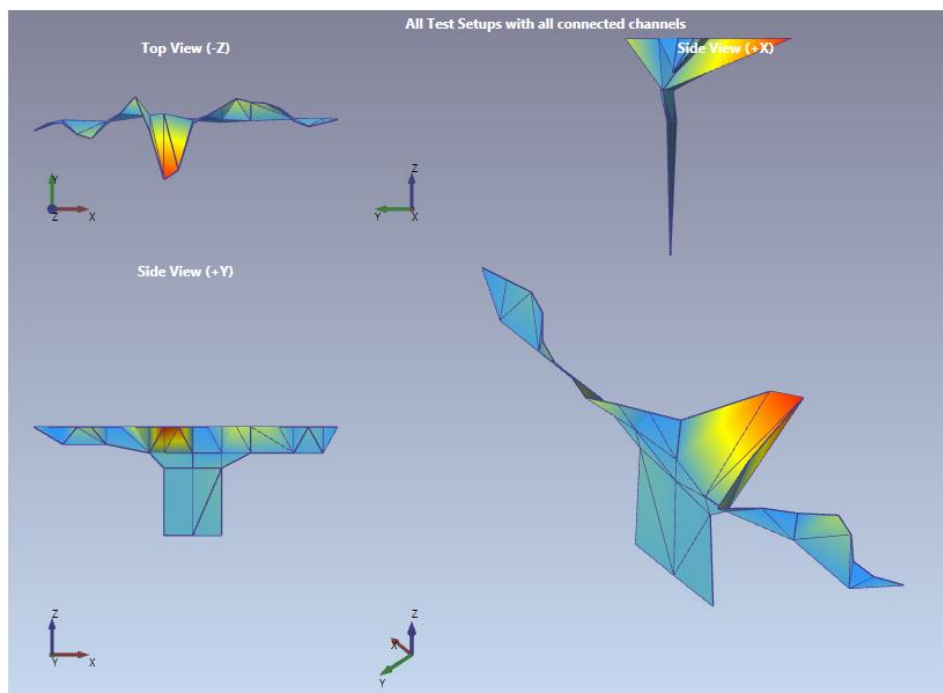 All Test Setups with all connected channels
Top View (-Z)
Side View (+X)
Y
Z
X
Z
Y
X
Side View (+Y)
Z
Y
X
Z
X
Y